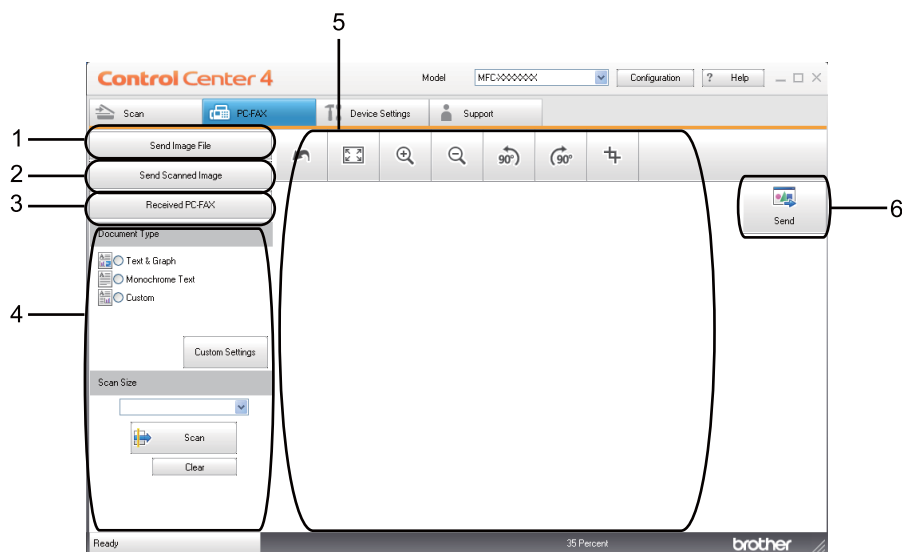 5
Control Center 4
Model MFC-XXXXXX Configuration ? Help
Scan PC-FAX Device Settings Support
1 Send Image File
2 Send Scanned Image
3 Received PC-FAX
90° 90°
Send 6
Document Type
Text & Graph
Monochrome Text
Custom
4
Custom Settings
Scan Size
Scan
Clear
Ready 35 Percent brother